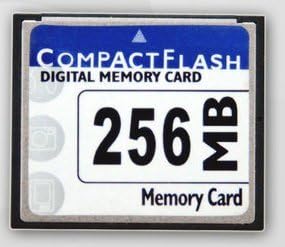 COMPACTFLASH
DIGITAL MEMORY CARD
256 MB
Memory Card